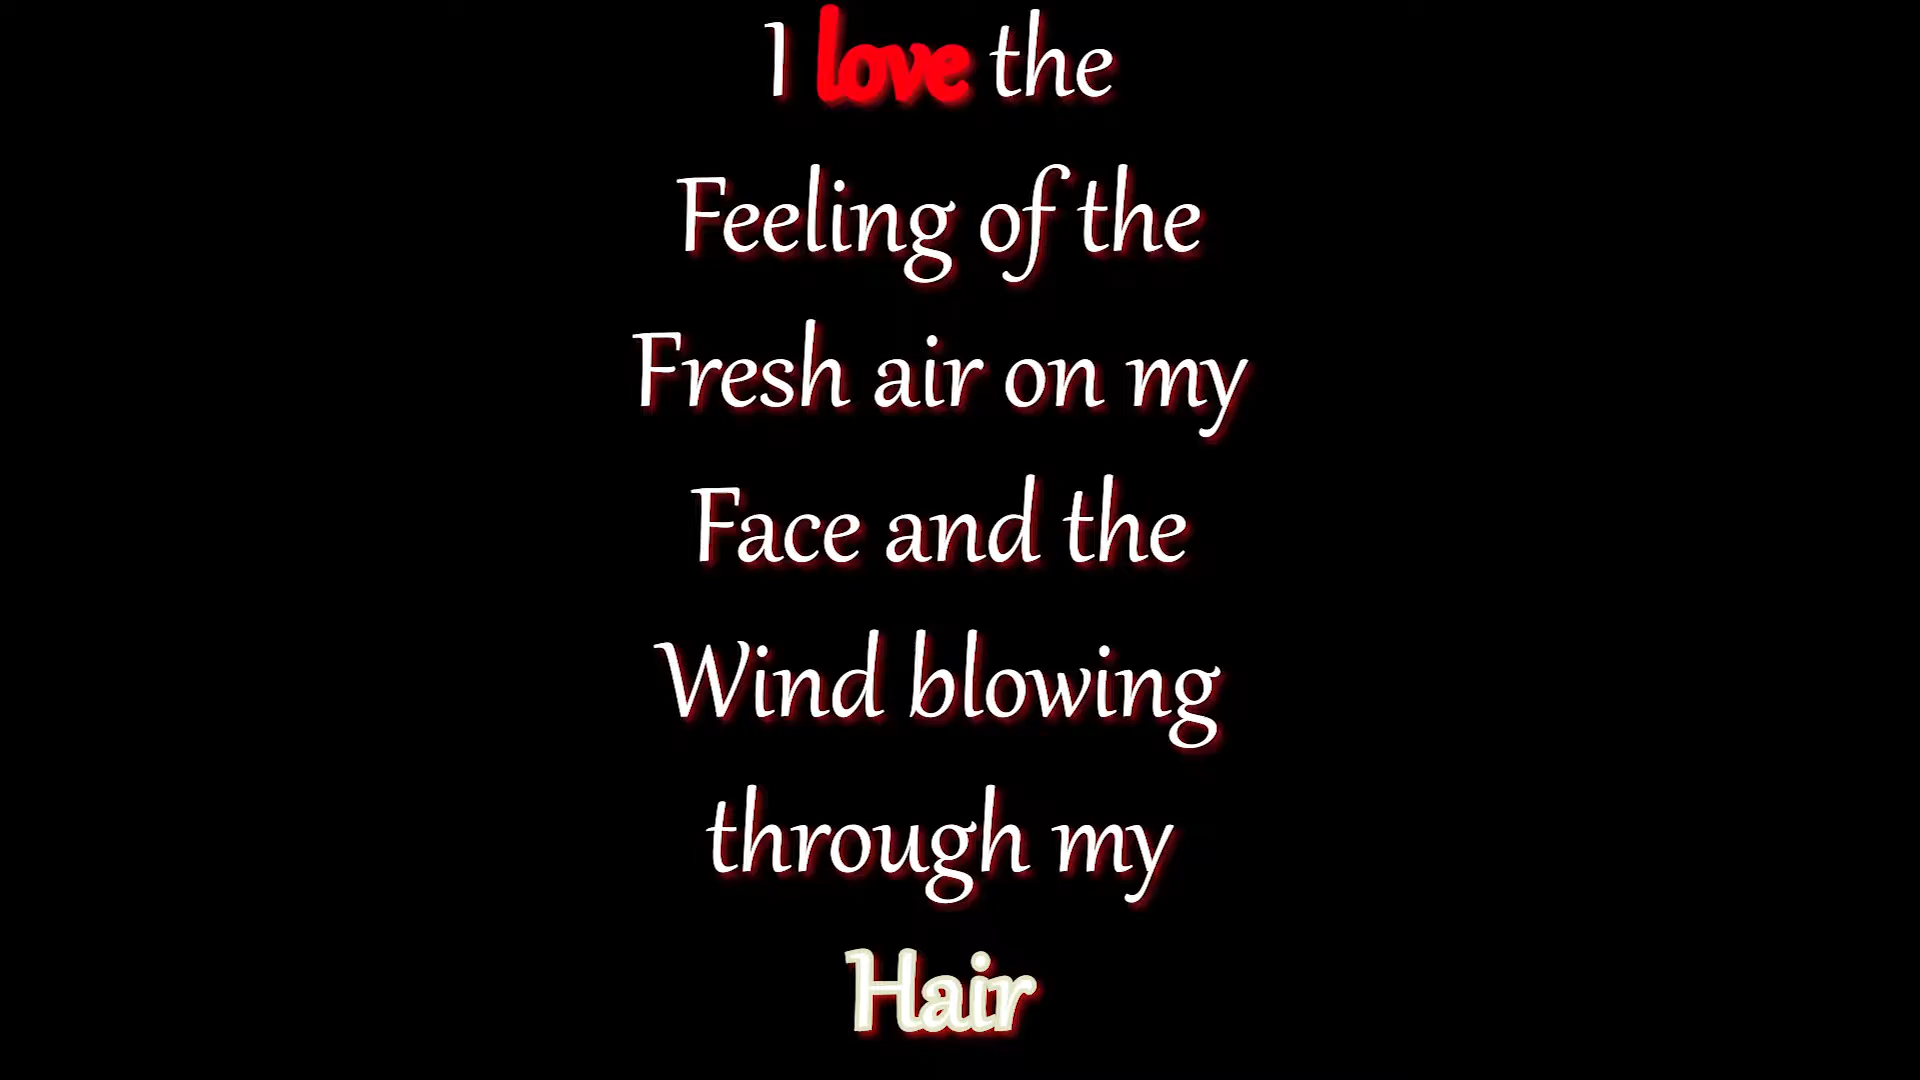 I love the
Feeling of the
Fresh air on my
Face and the
Wind blowing
through my
Hair